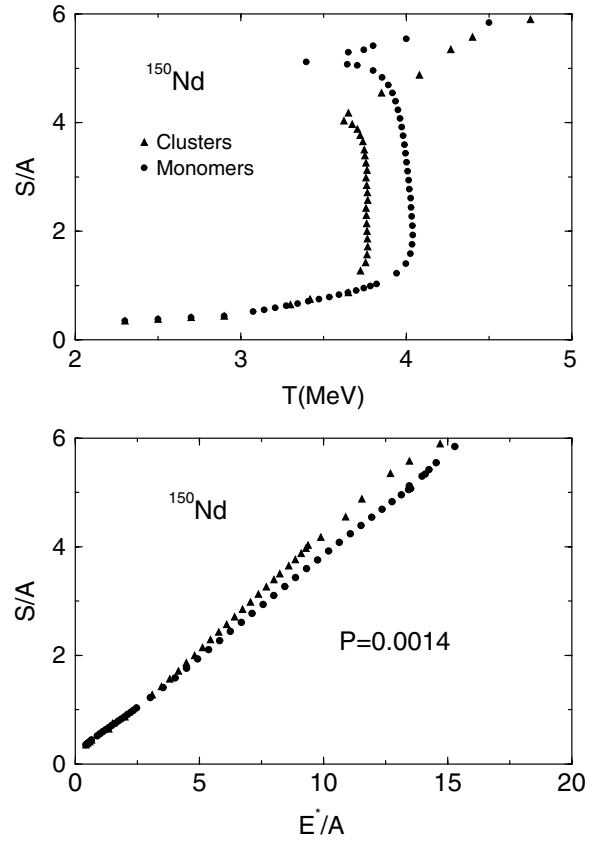 6
¹⁵⁰Nd
4
▲ Clusters
● Monomers
S/A
2
0
2 3 4 5
T(MeV)
6
¹⁵⁰Nd
4
S/A
P=0.0014
2
0
0 5 10 15 20
E*/A